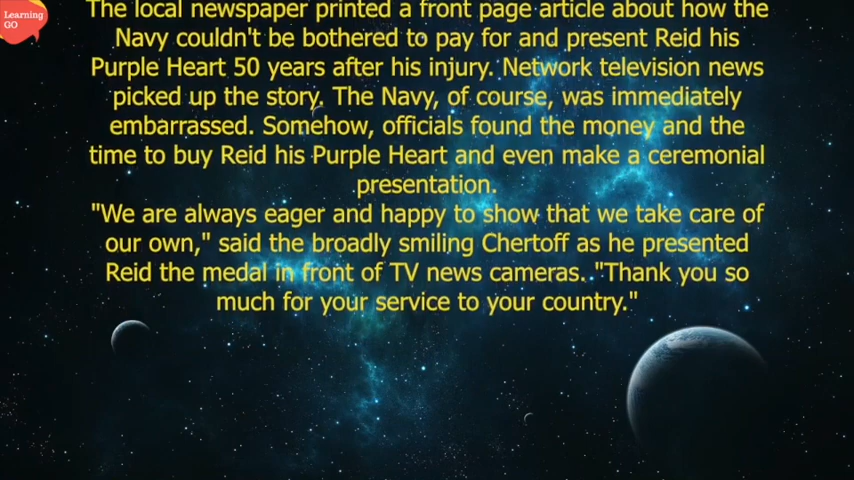 Learning
GO
The local newspaper printed a front page article about how the
Navy couldn't be bothered to pay for and present Reid his
Purple Heart 50 years after his injury. Network television news
picked up the story. The Navy, of course, was immediately
embarrassed. Somehow, officials found the money and the
time to buy Reid his Purple Heart and even make a ceremonial
presentation.
"We are always eager and happy to show that we take care of
our own," said the broadly smiling Chertoff as he presented
Reid the medal in front of TV news cameras. "Thank you so
much for your service to your country."